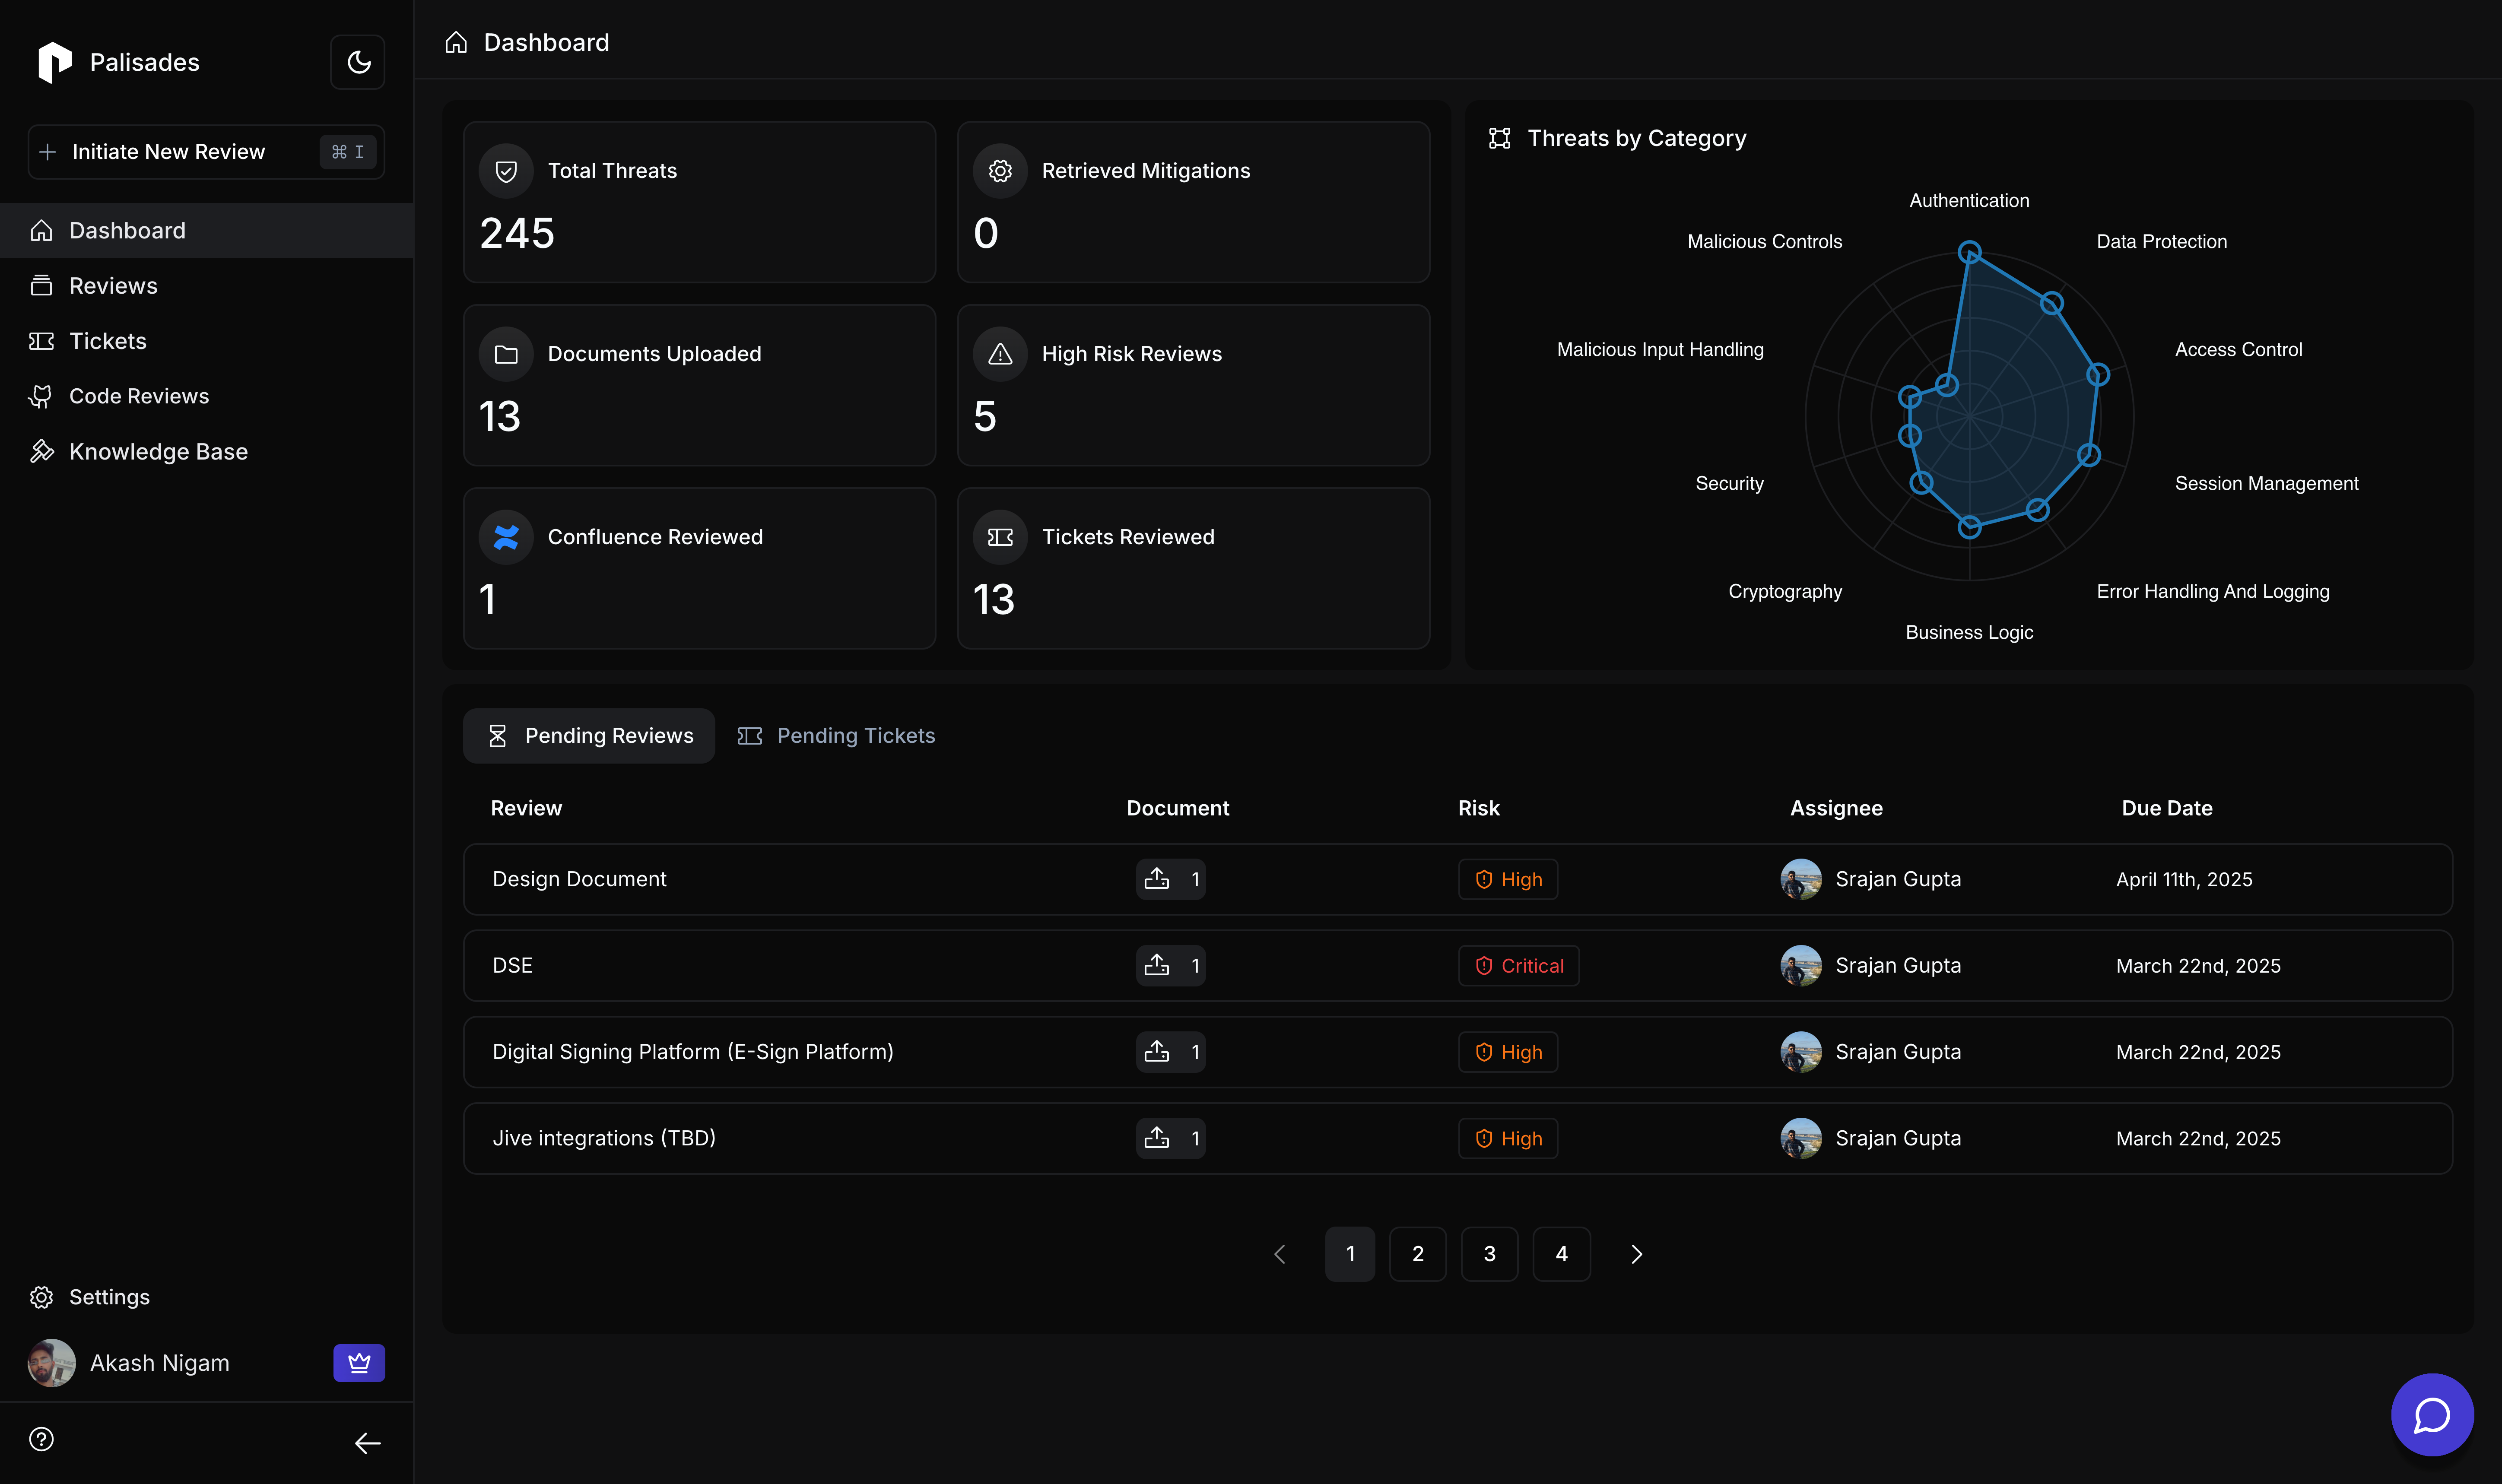 Palisades
Initiate New Review ⌘ I
Dashboard
Reviews
Tickets
Code Reviews
Knowledge Base
Settings
Akash Nigam
Dashboard
Total Threats
245
Retrieved Mitigations
0
Documents Uploaded
13
High Risk Reviews
5
Confluence Reviewed
1
Tickets Reviewed
13
Threats by Category
Authentication
Data Protection
Access Control
Session Management
Error Handling And Logging
Business Logic
Cryptography
Security
Malicious Input Handling
Malicious Controls
Pending Reviews
Pending Tickets
Review Document Risk Assignee Due Date
Design Document 1 High Srajan Gupta April 11th, 2025
DSE 1 Critical Srajan Gupta March 22nd, 2025
Digital Signing Platform (E-Sign Platform) 1 High Srajan Gupta March 22nd, 2025
Jive integrations (TBD) 1 High Srajan Gupta March 22nd, 2025
1 2 3 4